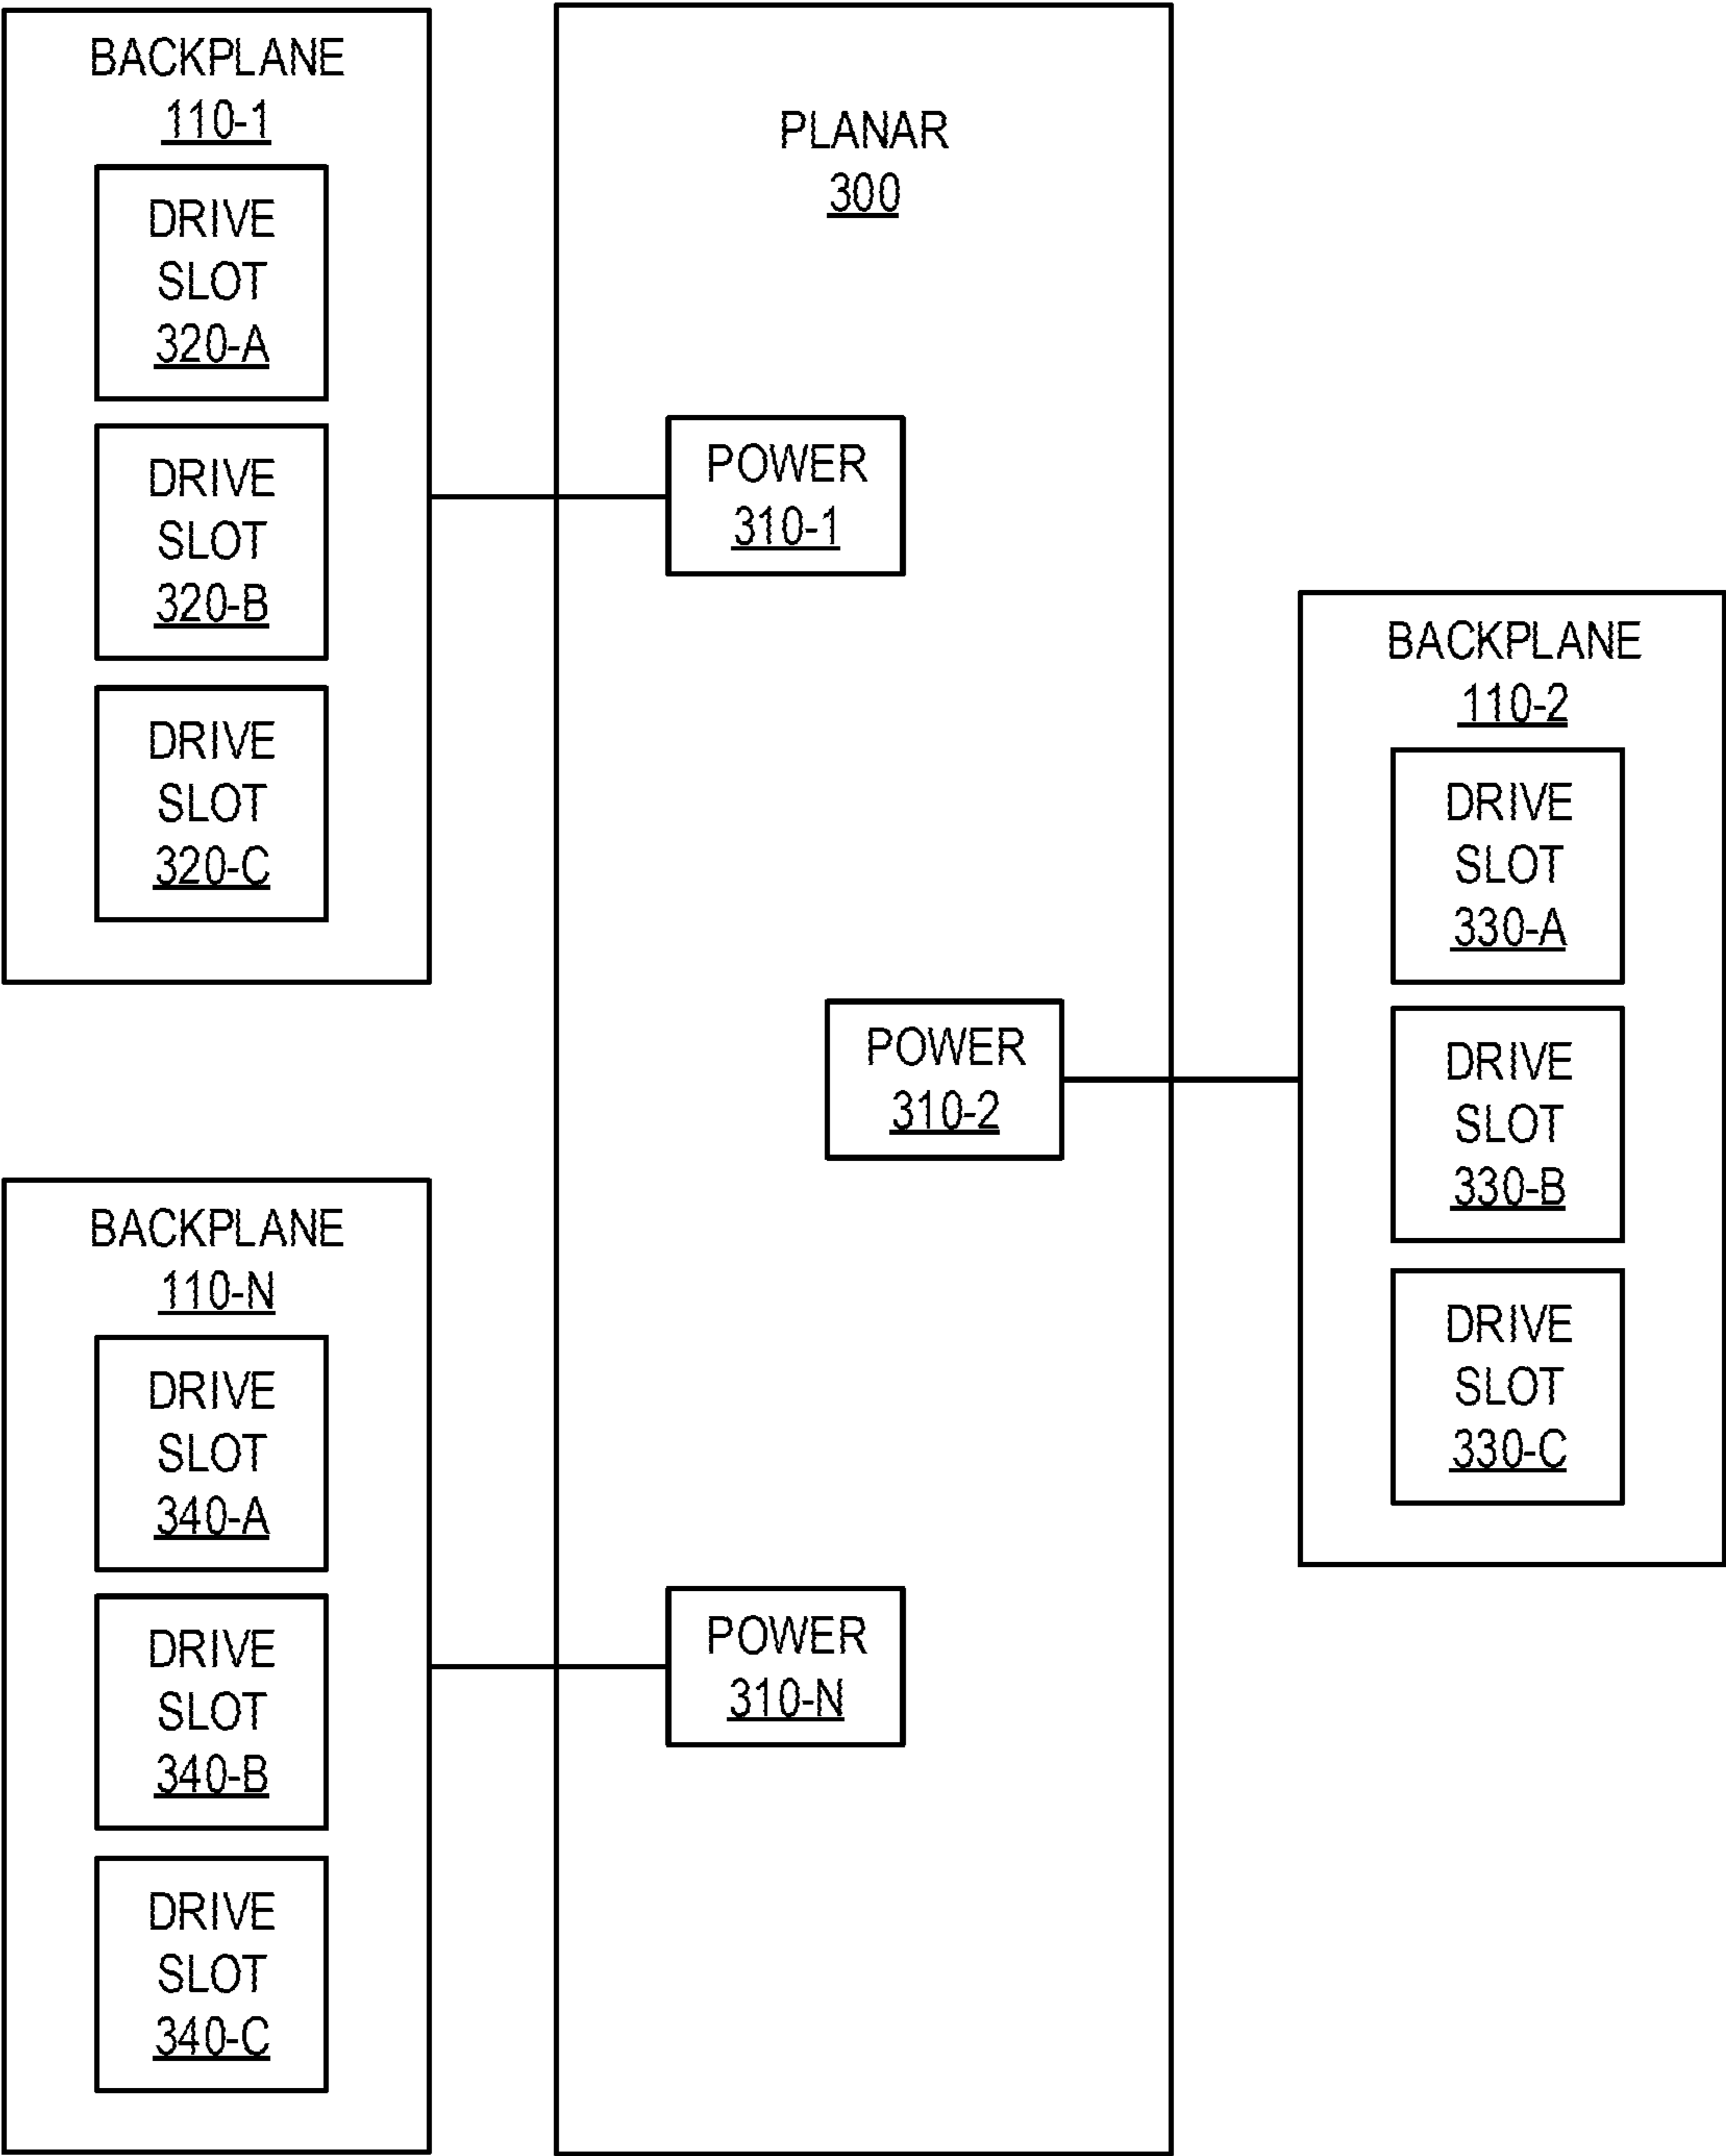 BACKPLANE
110-1
DRIVE
SLOT
320-A
DRIVE
SLOT
320-B
DRIVE
SLOT
320-C
PLANAR
300
POWER
310-1
POWER
310-2
POWER
310-N
BACKPLANE
110-2
DRIVE
SLOT
330-A
DRIVE
SLOT
330-B
DRIVE
SLOT
330-C
BACKPLANE
110-N
DRIVE
SLOT
340-A
DRIVE
SLOT
340-B
DRIVE
SLOT
340-C